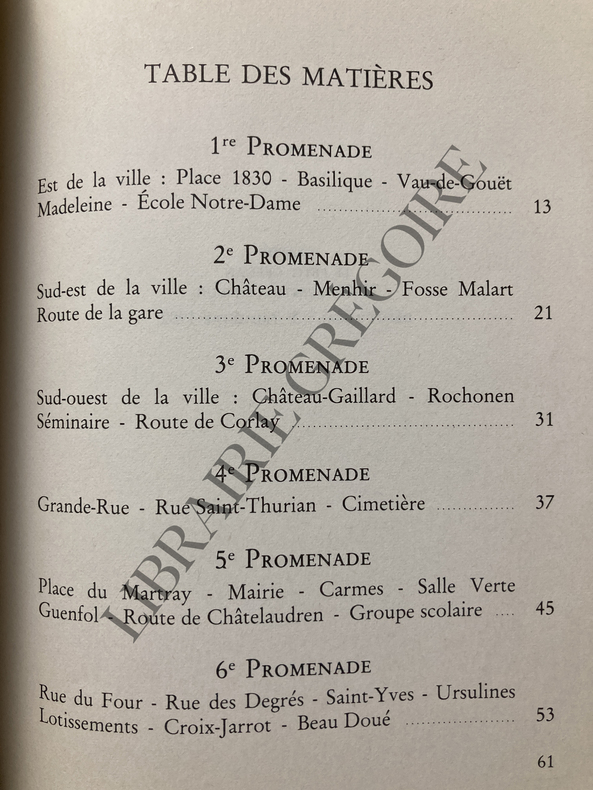 TABLE DES MATIÈRES
1re PROMENADE
Est de la ville : Place 1830 - Basilique - Vau-de-Gouët
Madeleine - École Notre-Dame .......... 13
2e PROMENADE
Sud-est de la ville : Château - Menhir - Fosse Malart
Route de la gare .......... 21
3e PROMENADE
Sud-ouest de la ville : Château-Gaillard - Rochonen
Séminaire - Route de Corlay .......... 31
4e PROMENADE
Grande-Rue - Rue Saint-Thurian - Cimetière .......... 37
5e PROMENADE
Place du Martray - Mairie - Carmes - Salle Verte
Guenfol - Route de Châtelaudren - Groupe scolaire .... 45
6e PROMENADE
Rue du Four - Rue des Degrés - Saint-Yves - Ursulines
Lotissements - Croix-Jarrot - Beau Doué .......... 53
61
LIBRAIRIE GREGOIRE